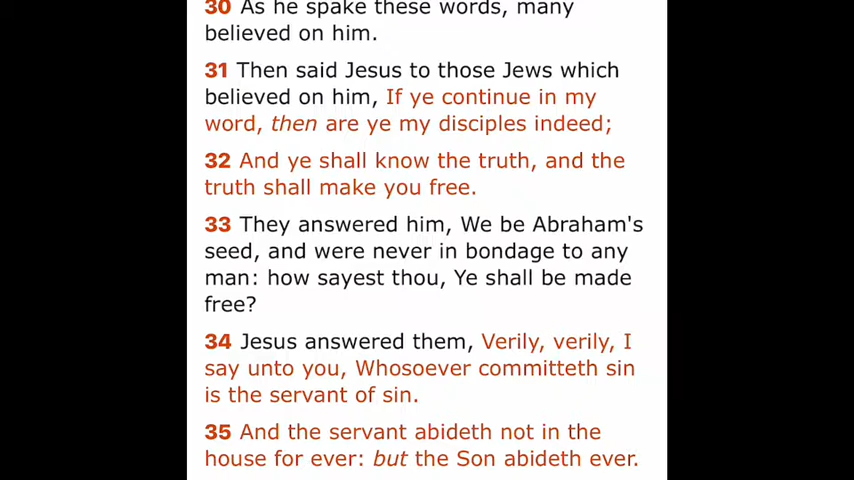 30 As he spake these words, many
believed on him.
31 Then said Jesus to those Jews which
believed on him, If ye continue in my
word, then are ye my disciples indeed;
32 And ye shall know the truth, and the
truth shall make you free.
33 They answered him, We be Abraham's
seed, and were never in bondage to any
man: how sayest thou, Ye shall be made
free?
34 Jesus answered them, Verily, verily, I
say unto you, Whosoever committeth sin
is the servant of sin.
35 And the servant abideth not in the
house for ever: but the Son abideth ever.